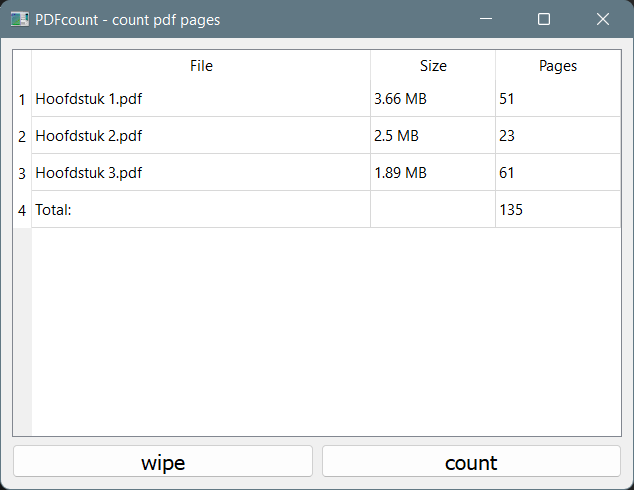 PDFcount - count pdf pages
File Size Pages
1 Hoofdstuk 1.pdf 3.66 MB 51
2 Hoofdstuk 2.pdf 2.5 MB 23
3 Hoofdstuk 3.pdf 1.89 MB 61
4 Total: 135
wipe count